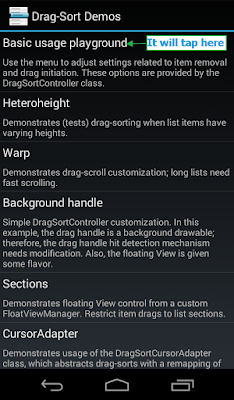 Drag-Sort Demos
Basic usage playground
It will tap here
Use the menu to adjust settings related to item removal
and drag initiation. These options are provided by the
DragSortController class.
Heteroheight
Demonstrates (tests) drag-sorting when list items have
varying heights.
Warp
Demonstrates drag-scroll customization; long lists need
fast scrolling.
Background handle
Simple DragSortController customization. In this
example, the drag handle is a background drawable;
therefore, the drag handle hit detection mechanism
needs modification. Also, the floating View is given
some flavor.
Sections
Demonstrates floating View control from a custom
FloatViewManager. Restrict item drags to list sections.
CursorAdapter
Demonstrates usage of the DragSortCursorAdapter
class, which abstracts drag-sorts with a remapping of